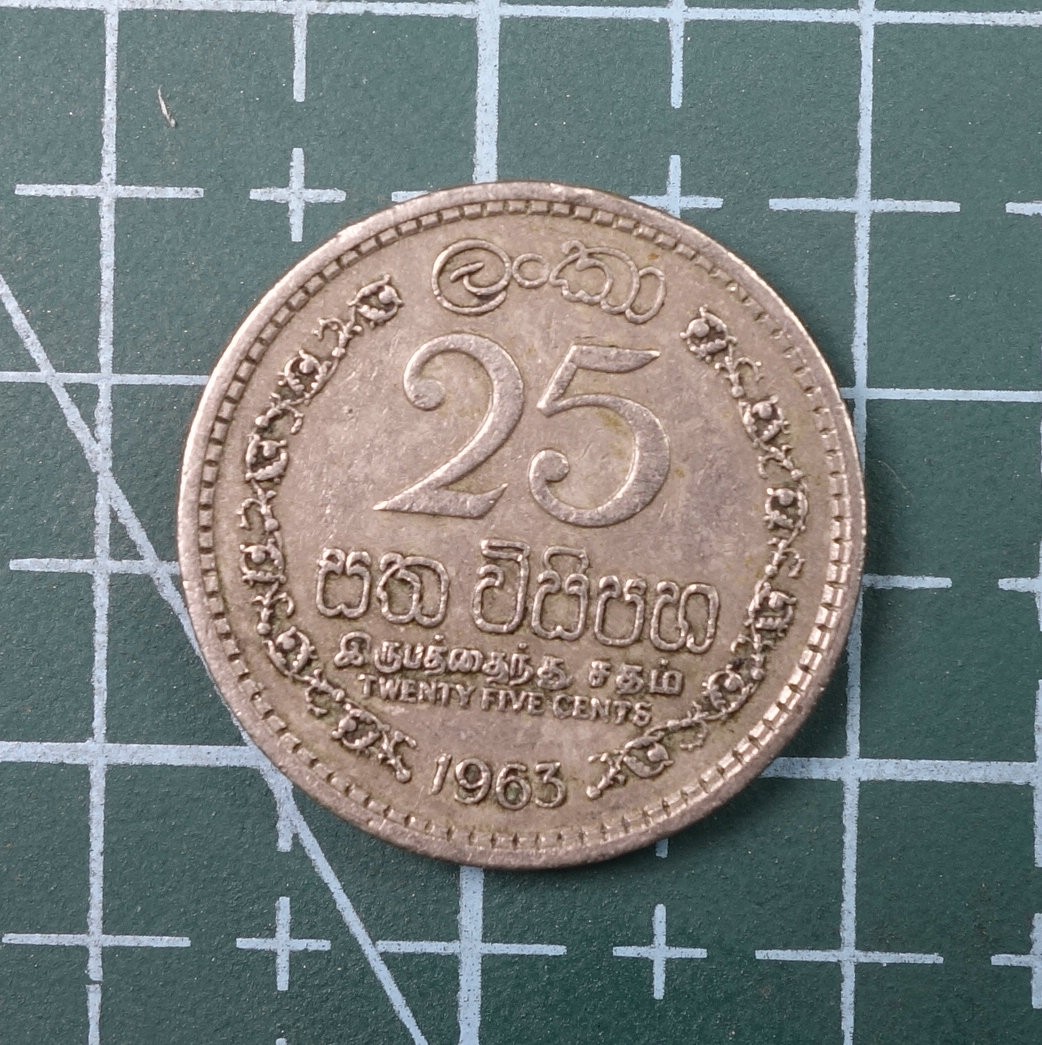 ලංකා
25
සත විසිපහ
இருபத்தைந்து சதம்
TWENTY FIVE CENTS
1963